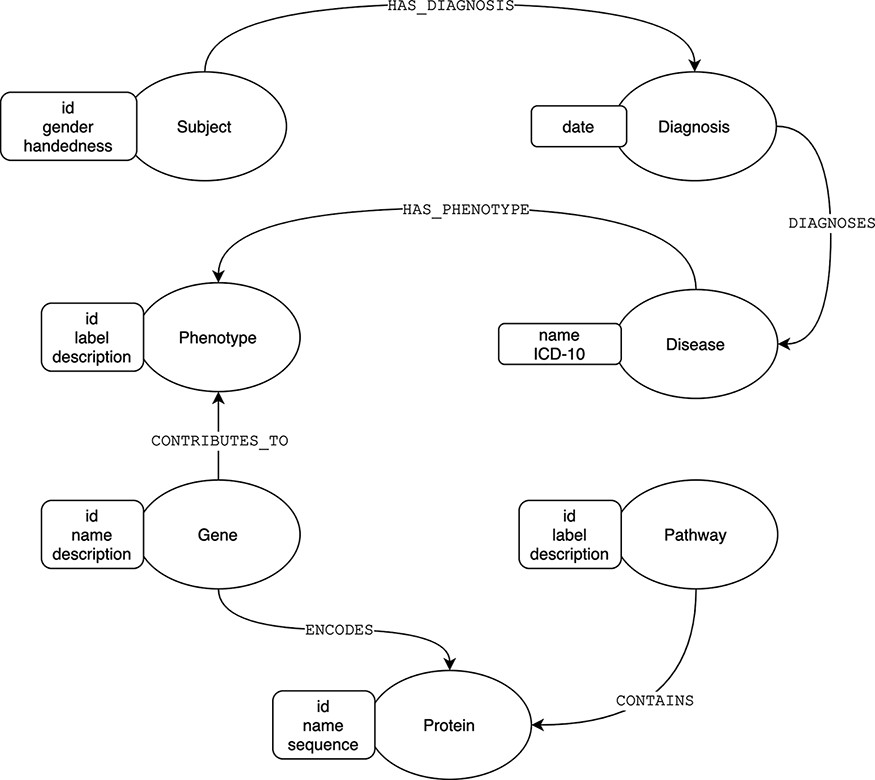 HAS_DIAGNOSIS
id
gender
handedness
Subject
date
Diagnosis
HAS_PHENOTYPE
DIAGNOSES
id
label
description
Phenotype
name
ICD-10
Disease
CONTRIBUTES_TO
id
name
description
Gene
id
label
description
Pathway
ENCODES
CONTAINS
id
name
sequence
Protein